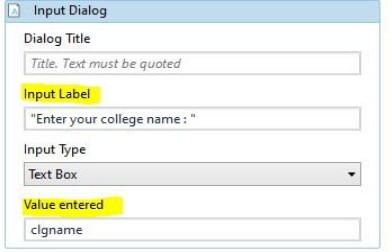 Input Dialog
Dialog Title
Title. Text must be quoted
Input Label
"Enter your college name : "
Input Type
Text Box
Value entered
clgname